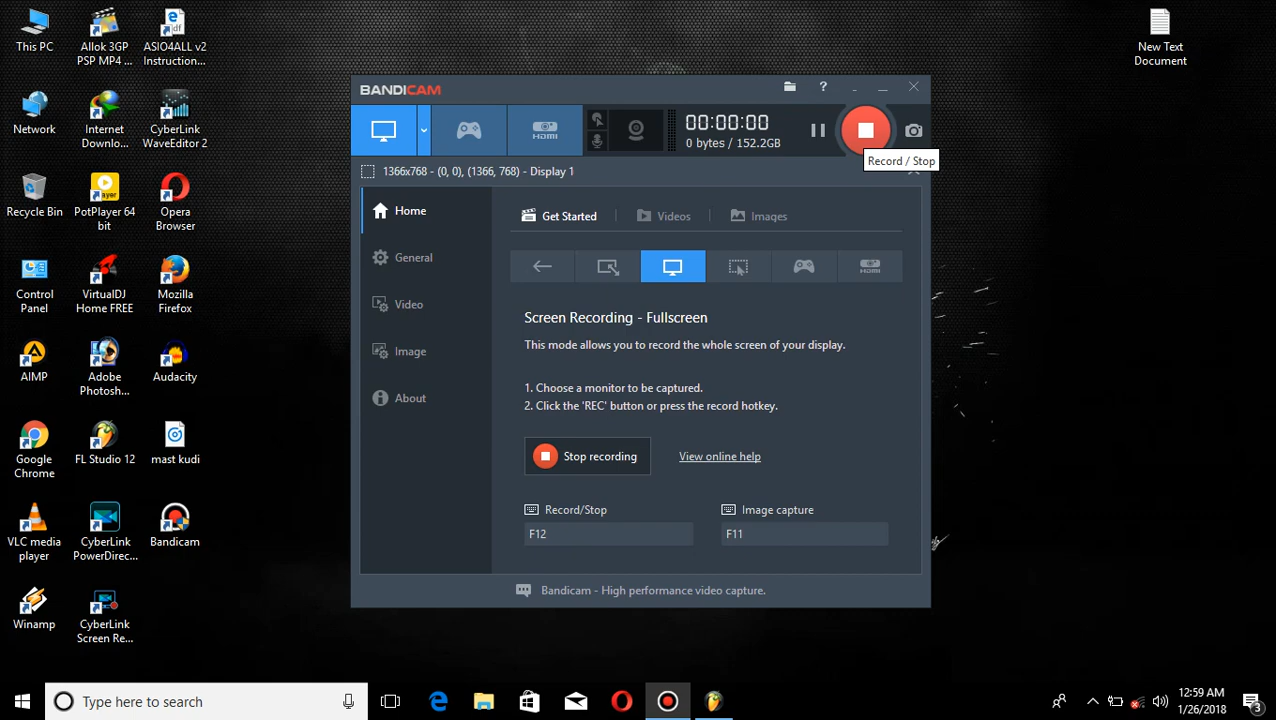 This PC
Allok 3GP
PSP MP4 ...
ASIO4ALL v2
Instruction...
New Text
Document
Network
Internet
Downlo...
CyberLink
WaveEditor 2
Recycle Bin
PotPlayer 64
bit
Opera
Browser
Control
Panel
VirtualDJ
Home FREE
Mozilla
Firefox
AIMP
Adobe
Photosh...
Audacity
Google
Chrome
FL Studio 12
mast kudi
VLC media
player
CyberLink
PowerDirec...
Bandicam
Winamp
CyberLink
Screen Re...
BANDICAM
?
HDMI
00:00:00
0 bytes / 152.2GB
Record / Stop
1366x768 - (0, 0), (1366, 768) - Display 1
Home
General
Video
Image
About
Get Started
Videos
Images
HDMI
Screen Recording - Fullscreen
This mode allows you to record the whole screen of your display.
1. Choose a monitor to be captured.
2. Click the 'REC' button or press the record hotkey.
Stop recording
View online help
Record/Stop
Image capture
F12
F11
Bandicam - High performance video capture.
Type here to search
12:59 AM
1/26/2018
3